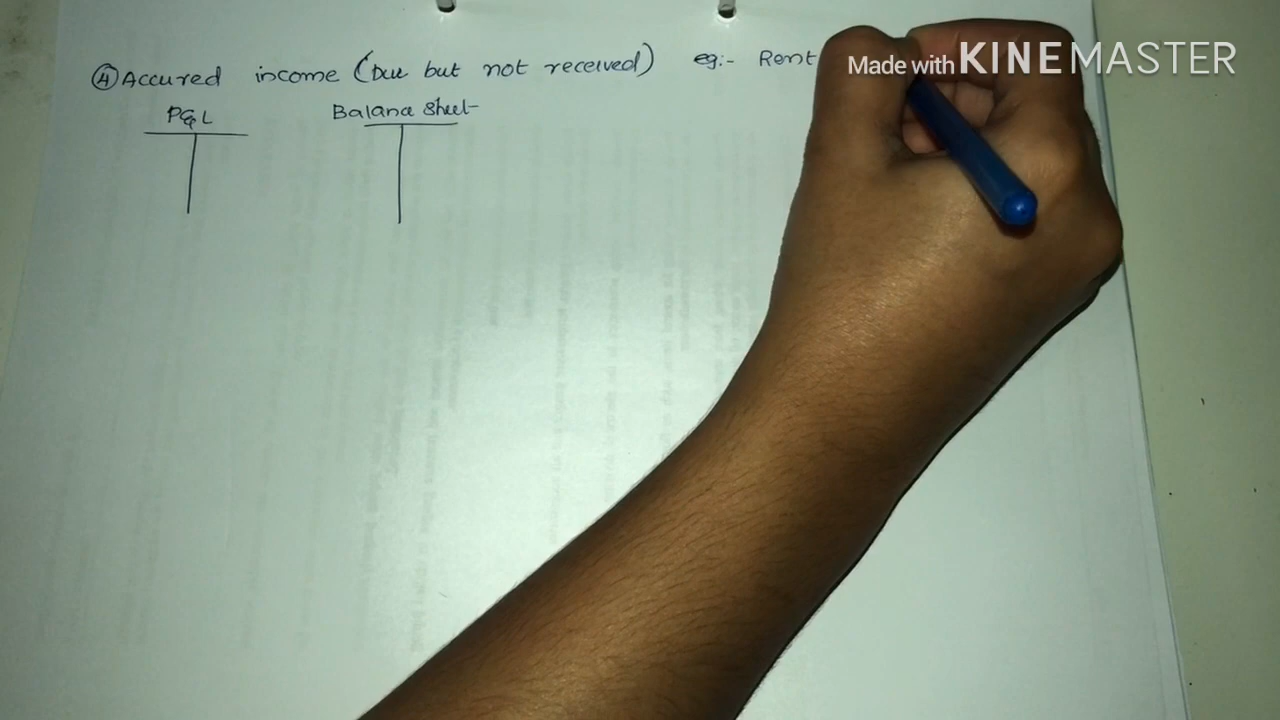 ④ Accured income (Due but not received) eg:- Rent
Made with KINEMASTER
P&L
Balance Sheet